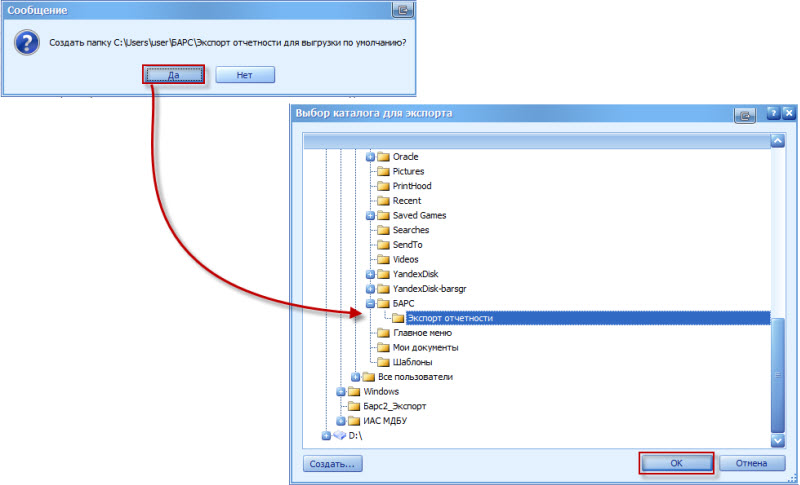 Сообщение
Создать папку C:\Users\user\БАРС\Экспорт отчетности для выгрузки по умолчанию?
Да
Нет
Выбор каталога для экспорта
Oracle
Pictures
PrintHood
Recent
Saved Games
Searches
SendTo
Videos
YandexDisk
YandexDisk-barsgr
БАРС
Экспорт отчетности
Главное меню
Мои документы
Шаблоны
Все пользователи
Windows
Барс2_Экспорт
ИАС МДБУ
D:\
Создать...
OK
Отмена